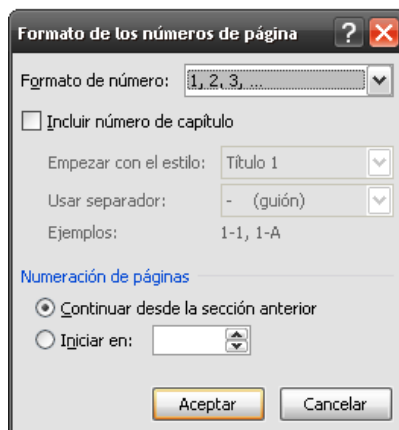 Formato de los números de página
Formato de número: 1, 2, 3, ...
Incluir número de capítulo
Empezar con el estilo: Título 1
Usar separador: - (guión)
Ejemplos: 1-1, 1-A
Numeración de páginas
Continuar desde la sección anterior
Iniciar en:
Aceptar Cancelar